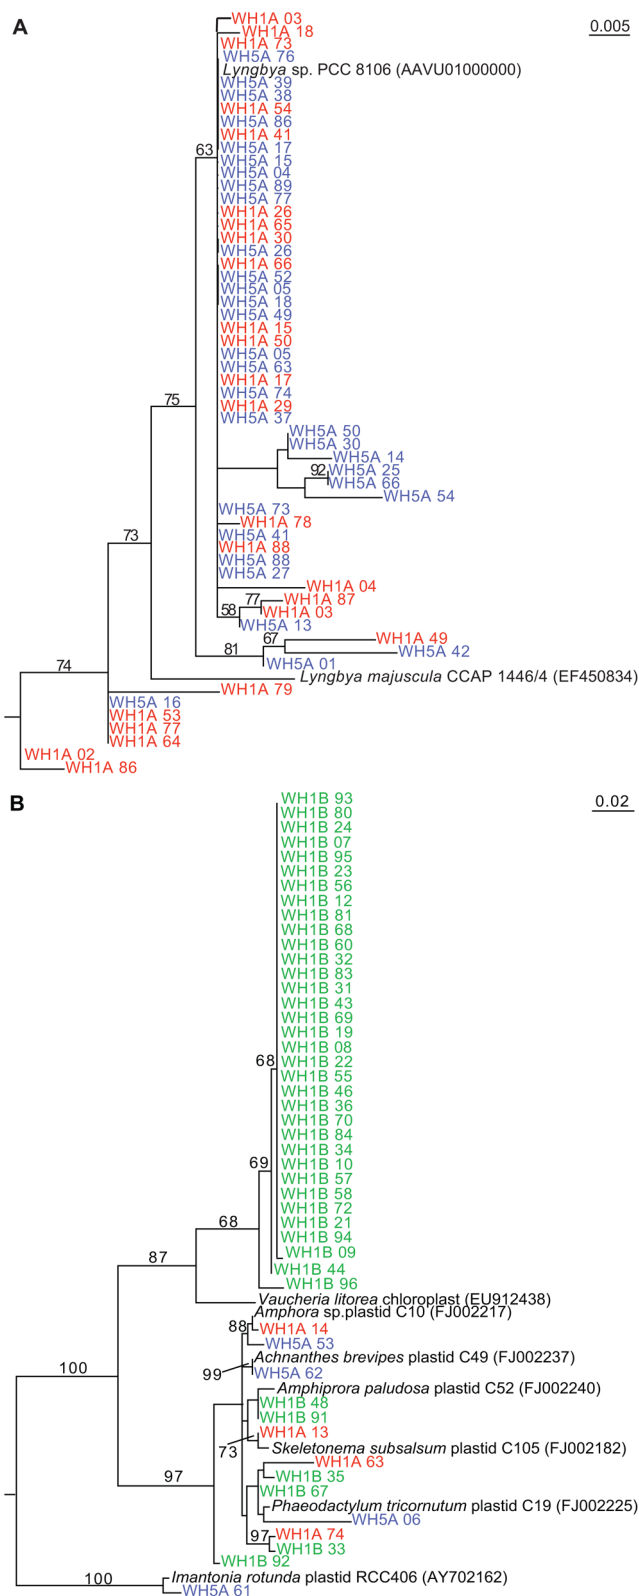 A
0.005
WH1A 03
WH1A 18
WH1A 73
WH5A 76
Lyngbya sp. PCC 8106 (AAVU01000000)
WH5A 39
WH5A 38
WH1A 54
WH5A 86
WH1A 41
63
WH5A 17
WH5A 15
WH5A 04
WH5A 89
WH5A 77
WH1A 26
WH1A 65
WH1A 30
WH5A 26
WH1A 66
WH5A 52
WH5A 05
WH5A 18
WH5A 49
WH1A 15
WH1A 50
WH5A 05
WH5A 63
WH1A 17
WH5A 74
75
WH1A 29
WH5A 37
WH5A 50
WH5A 30
WH5A 14
92
WH5A 25
WH5A 66
WH5A 54
WH5A 73
WH1A 78
73
WH5A 41
WH1A 88
WH5A 88
WH5A 27
WH1A 04
77
WH1A 87
58
WH1A 03
WH5A 13
67
WH1A 49
81
WH5A 42
WH5A 01
74
Lyngbya majuscula CCAP 1446/4 (EF450834)
WH1A 79
WH5A 16
WH1A 53
WH1A 77
WH1A 64
WH1A 02
WH1A 86
B
0.02
WH1B 93
WH1B 80
WH1B 24
WH1B 07
WH1B 95
WH1B 23
WH1B 56
WH1B 12
WH1B 81
WH1B 68
WH1B 60
WH1B 32
WH1B 83
WH1B 31
WH1B 43
WH1B 69
WH1B 19
WH1B 08
68
WH1B 22
WH1B 55
WH1B 46
WH1B 36
WH1B 70
WH1B 84
WH1B 34
69
WH1B 10
WH1B 57
WH1B 58
WH1B 72
68
WH1B 21
WH1B 94
WH1B 09
87
WH1B 44
WH1B 96
Vaucheria litorea chloroplast (EU912438)
Amphora sp.plastid C10 (FJ002217)
88
WH1A 14
WH5A 53
Achnanthes brevipes plastid C49 (FJ002237)
100
99
WH5A 62
Amphiprora paludosa plastid C52 (FJ002240)
WH1B 48
WH1B 91
WH1A 13
73
Skeletonema subsalsum plastid C105 (FJ002182)
WH1A 63
97
WH1B 35
WH1B 67
Phaeodactylum tricornutum plastid C19 (FJ002225)
WH5A 06
97
WH1A 74
WH1B 33
WH1B 92
100
Imantonia rotunda plastid RCC406 (AY702162)
WH5A 61